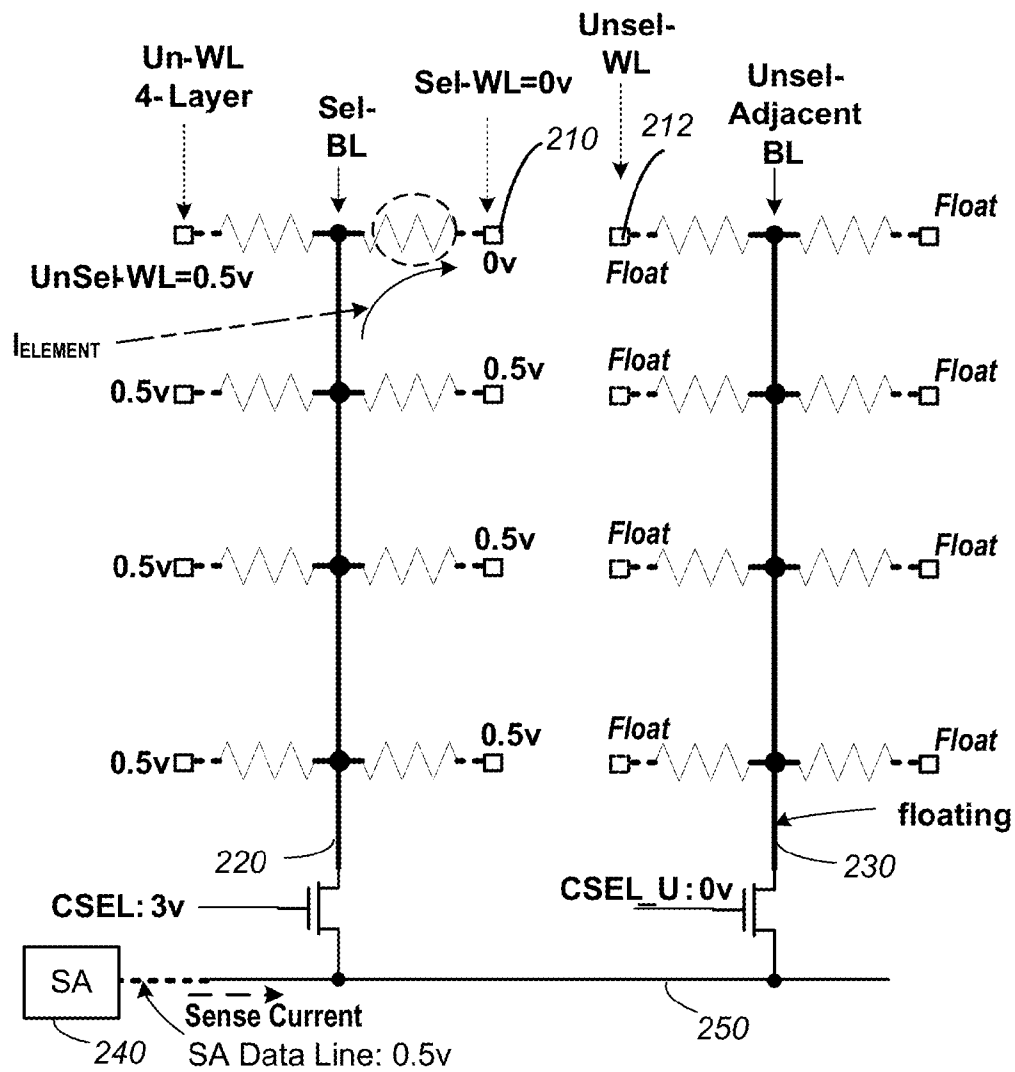 Un-WL
4-Layer
Sel-
BL
Sel-WL=0v
210
Unsel-
WL
212
Unsel-
Adjacent
BL
Float
UnSel-WL=0.5v
0v
Float
IELEMENT
0.5v
0.5v
Float
Float
0.5v
0.5v
Float
Float
0.5v
0.5v
Float
Float
floating
220
230
CSEL: 3v
CSEL_U: 0v
SA
Sense Current
250
240
SA Data Line: 0.5v